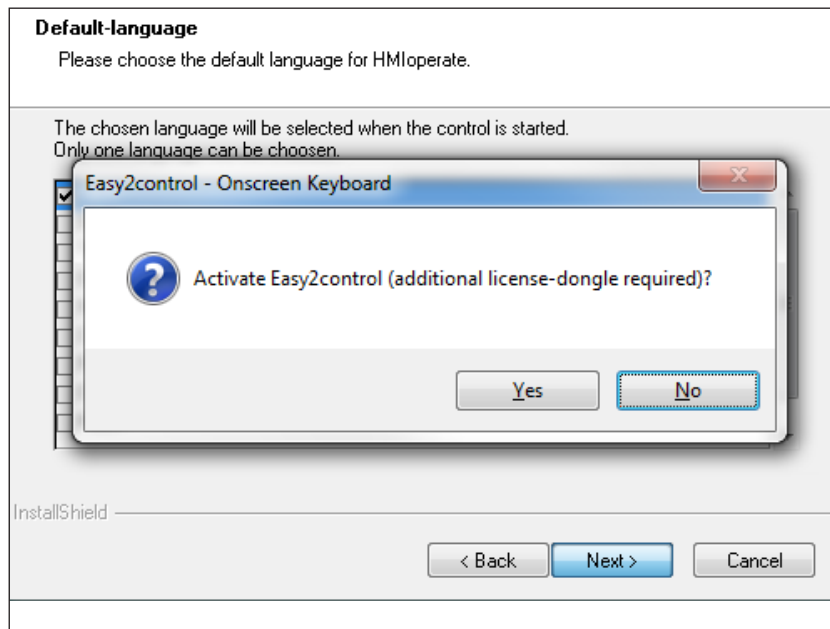 Default-language
Please choose the default language for HMIoperate.
The chosen language will be selected when the control is started.
Only one language can be choosen.
Easy2control - Onscreen Keyboard
Activate Easy2control (additional license-dongle required)?
Yes
No
InstallShield
< Back
Next >
Cancel